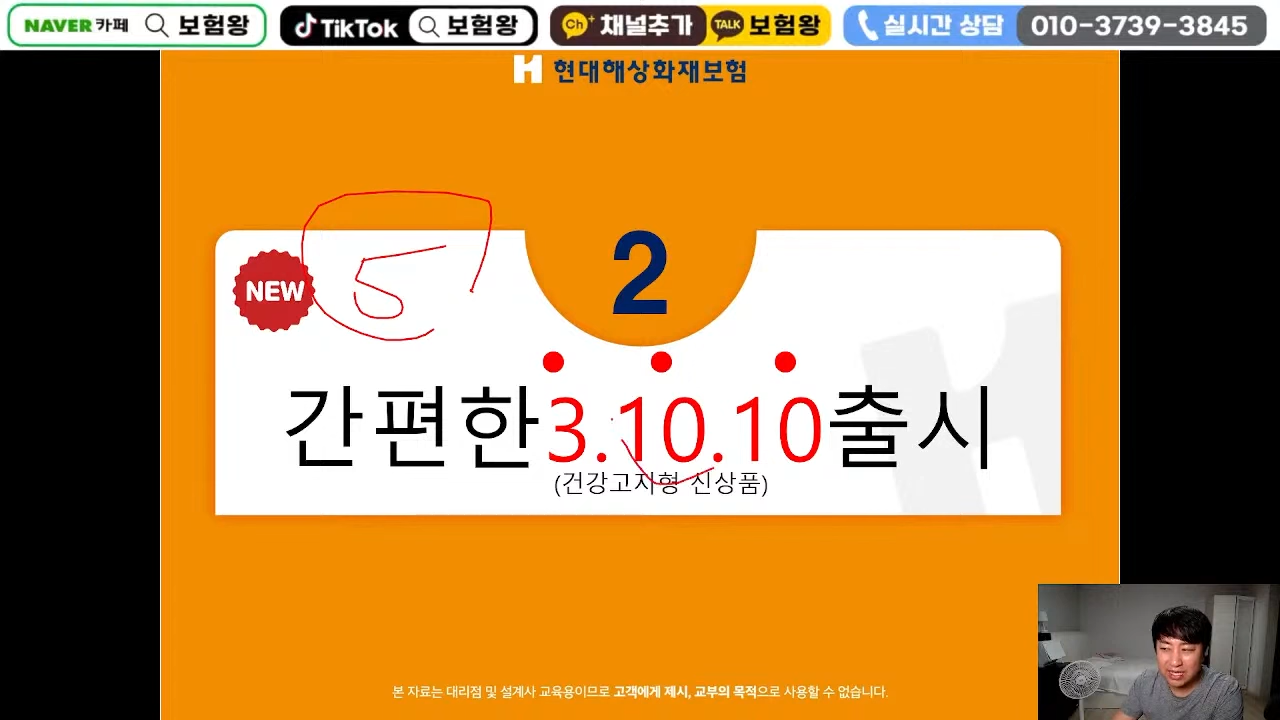 NAVER 카페 보험왕 TikTok 보험왕 Ch+ 채널추가 TALK 보험왕 실시간 상담 010-3739-3845
현대해상화재보험
5
2
NEW
간편한3.10.10출시
(건강고지형 신상품)
본 자료는 대리점 및 설계사 교육용이므로 고객에게 제시, 교부의 목적으로 사용할 수 없습니다.